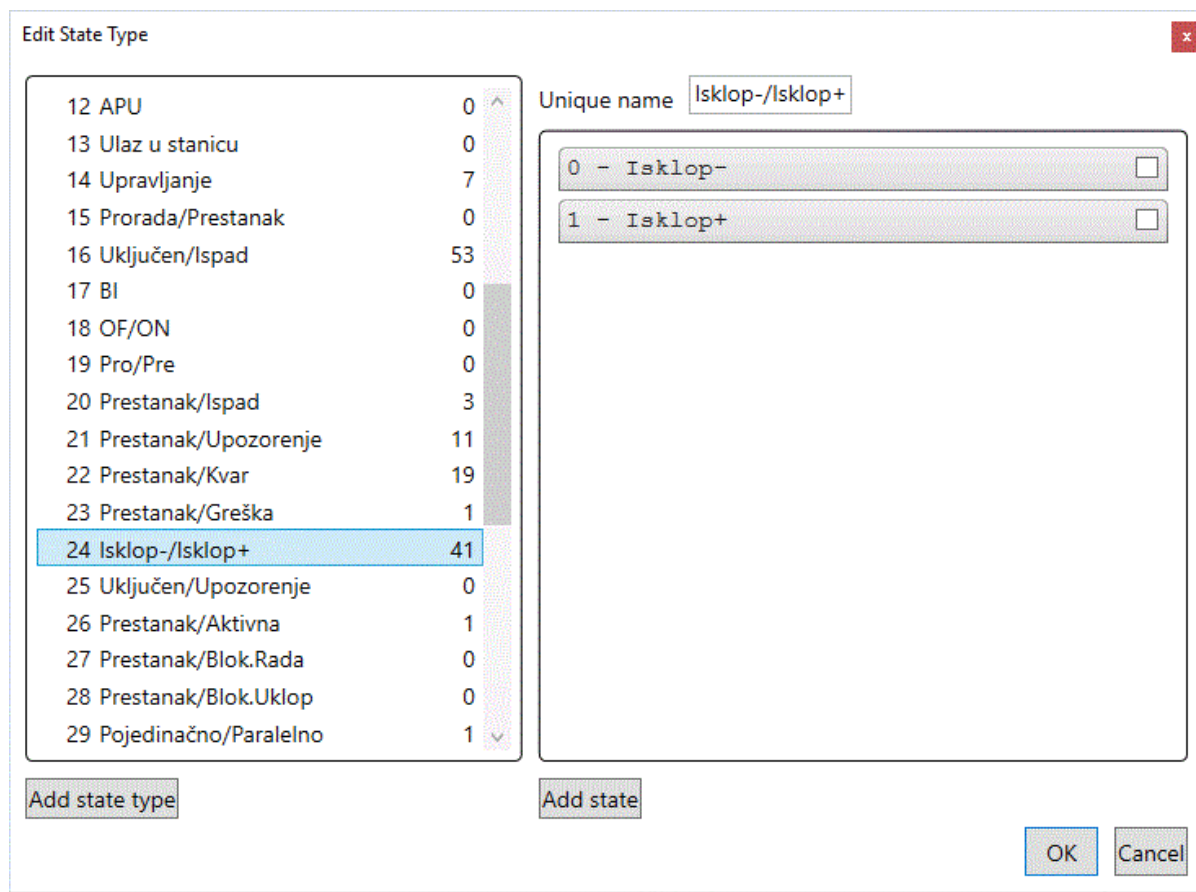 Edit State Type
x
12 APU 0
13 Ulaz u stanicu 0
14 Upravljanje 7
15 Prorada/Prestanak 0
16 Uključen/Ispad 53
17 BI 0
18 OF/ON 0
19 Pro/Pre 0
20 Prestanak/Ispad 3
21 Prestanak/Upozorenje 11
22 Prestanak/Kvar 19
23 Prestanak/Greška 1
24 Isklop-/Isklop+ 41
25 Uključen/Upozorenje 0
26 Prestanak/Aktivna 1
27 Prestanak/Blok.Rada 0
28 Prestanak/Blok.Uklop 0
29 Pojedinačno/Paralelno 1
Add state type
Unique name Isklop-/Isklop+
0 - Isklop-
1 - Isklop+
Add state
OK Cancel